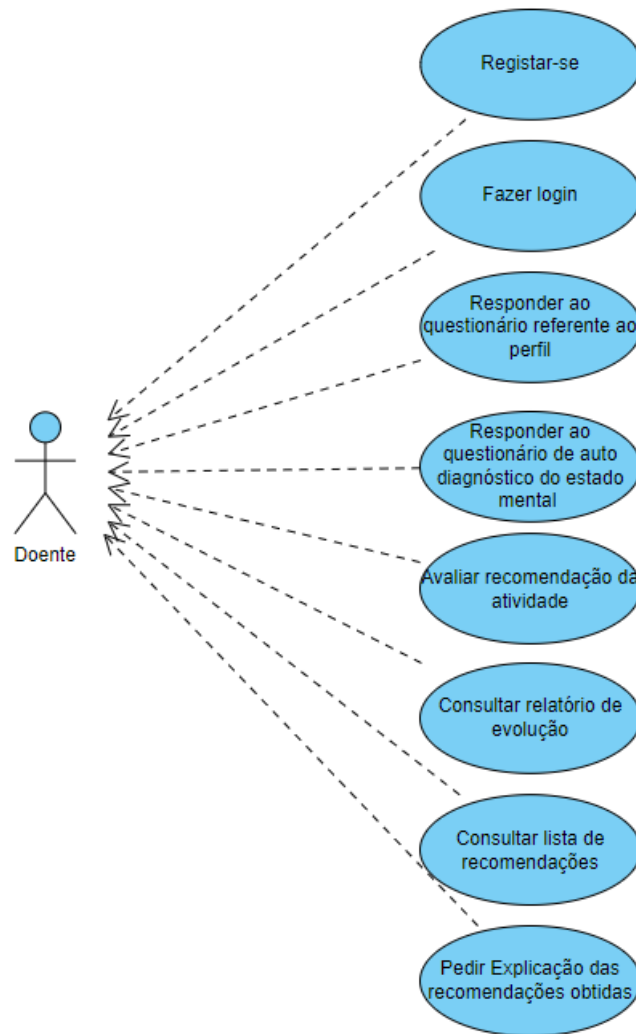 Registar-se
Fazer login
Responder ao
questionário referente ao
perfil
Responder ao
questionário de auto
diagnóstico do estado
mental
Doente
Avaliar recomendação da
atividade
Consultar relatório de
evolução
Consultar lista de
recomendações
Pedir Explicação das
recomendações obtidas